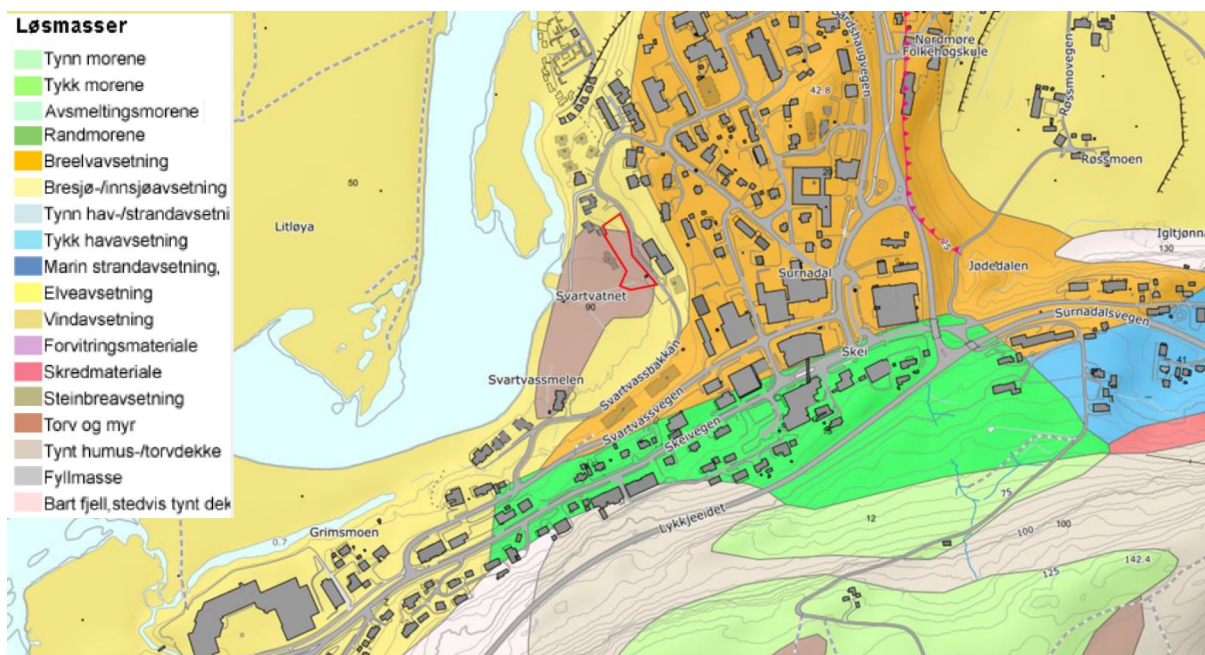 Løsmasser
Tynn morene
Tykk morene
Avsmeltingsmorene
Randmorene
Breelvavsetning
Bresjø-/innsjøavsetning
Tynn hav-/strandavsetni
Tykk havavsetning
Marin strandavsetning,
Elveavsetning
Vindavsetning
Forvitringsmateriale
Skredmateriale
Steinbreavsetning
Torv og myr
Tynt humus-/torvdekke
Fyllmasse
Bart fjell,stedvis tynt dek
Nordmøre
Folkehøgskule
Røssmovegen
42.8
Røssmoen
20
50
Litløya
Igltjønna
130
Jødedalen
Surnadal
Svartvatnet
90
Surnadalsvegen
Skei
41
Svartvassmelen
Svartvassbakkan
Svartvassvegen
Skeivegen
75
Lykkjeeidet
12
Grimsmoen
0.7
100
100
125
142.4